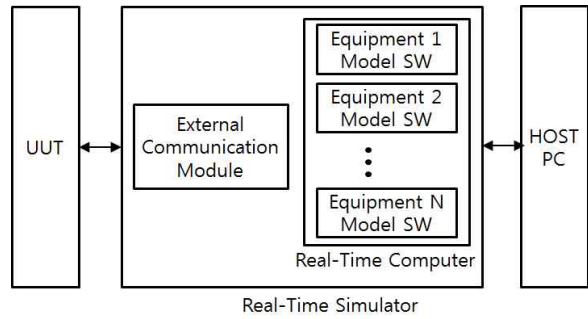 UUT
External
Communication
Module
Equipment 1
Model SW
Equipment 2
Model SW
Equipment N
Model SW
Real-Time Computer
Real-Time Simulator
HOST
PC